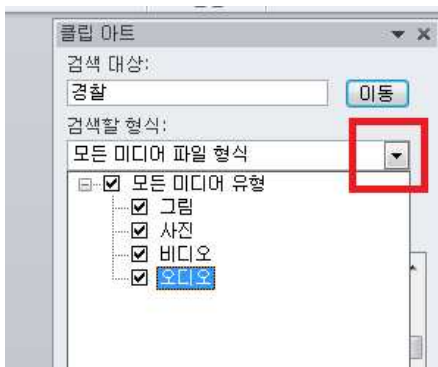 클립 아트
검색 대상:
경찰
이동
검색할 형식:
모든 미디어 파일 형식
모든 미디어 유형
그림
사진
비디오
오디오